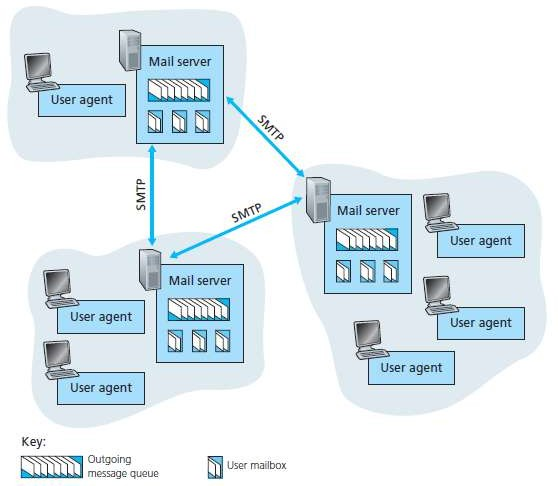 Mail server
User agent
SMTP
SMTP
SMTP
Mail server
User agent
User agent
User agent
Mail server
User agent
User agent
Key:
Outgoing
message queue
User mailbox